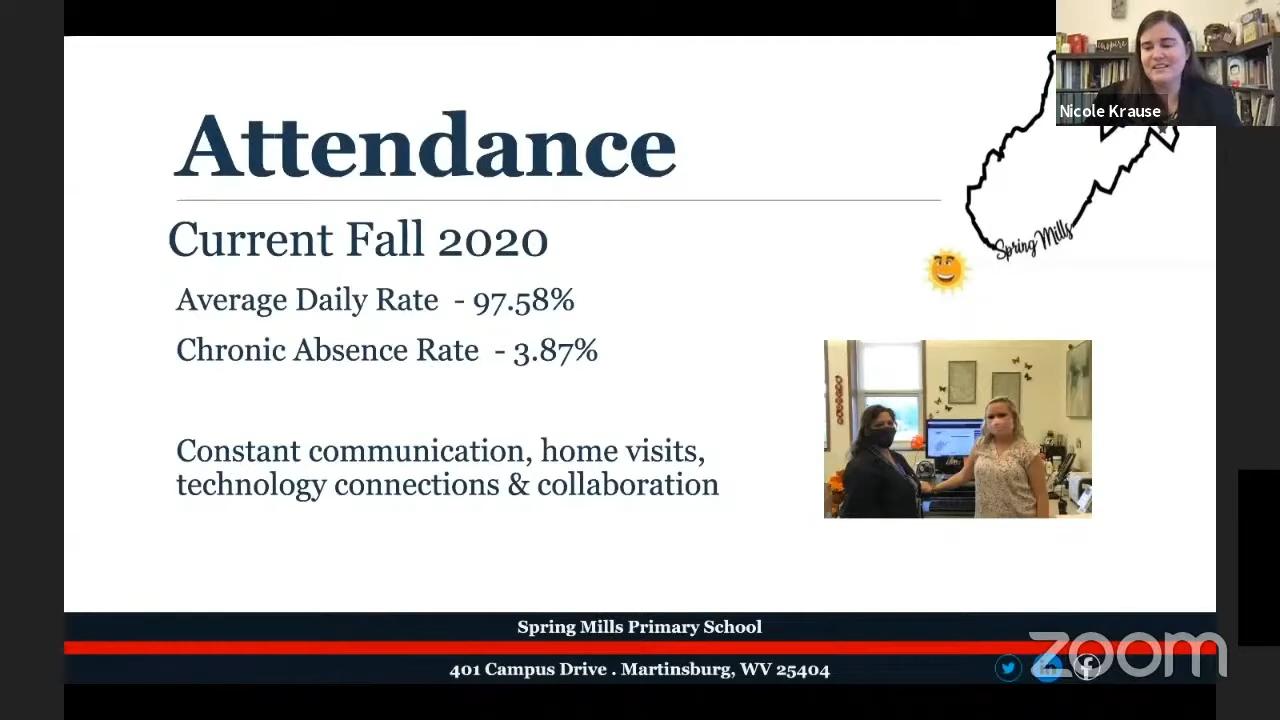 inspire
Nicole Krause
Attendance
Current Fall 2020
Spring Mills
Average Daily Rate - 97.58%
Chronic Absence Rate - 3.87%
Constant communication, home visits,
technology connections & collaboration
Spring Mills Primary School
401 Campus Drive . Martinsburg, WV 25404
zoom